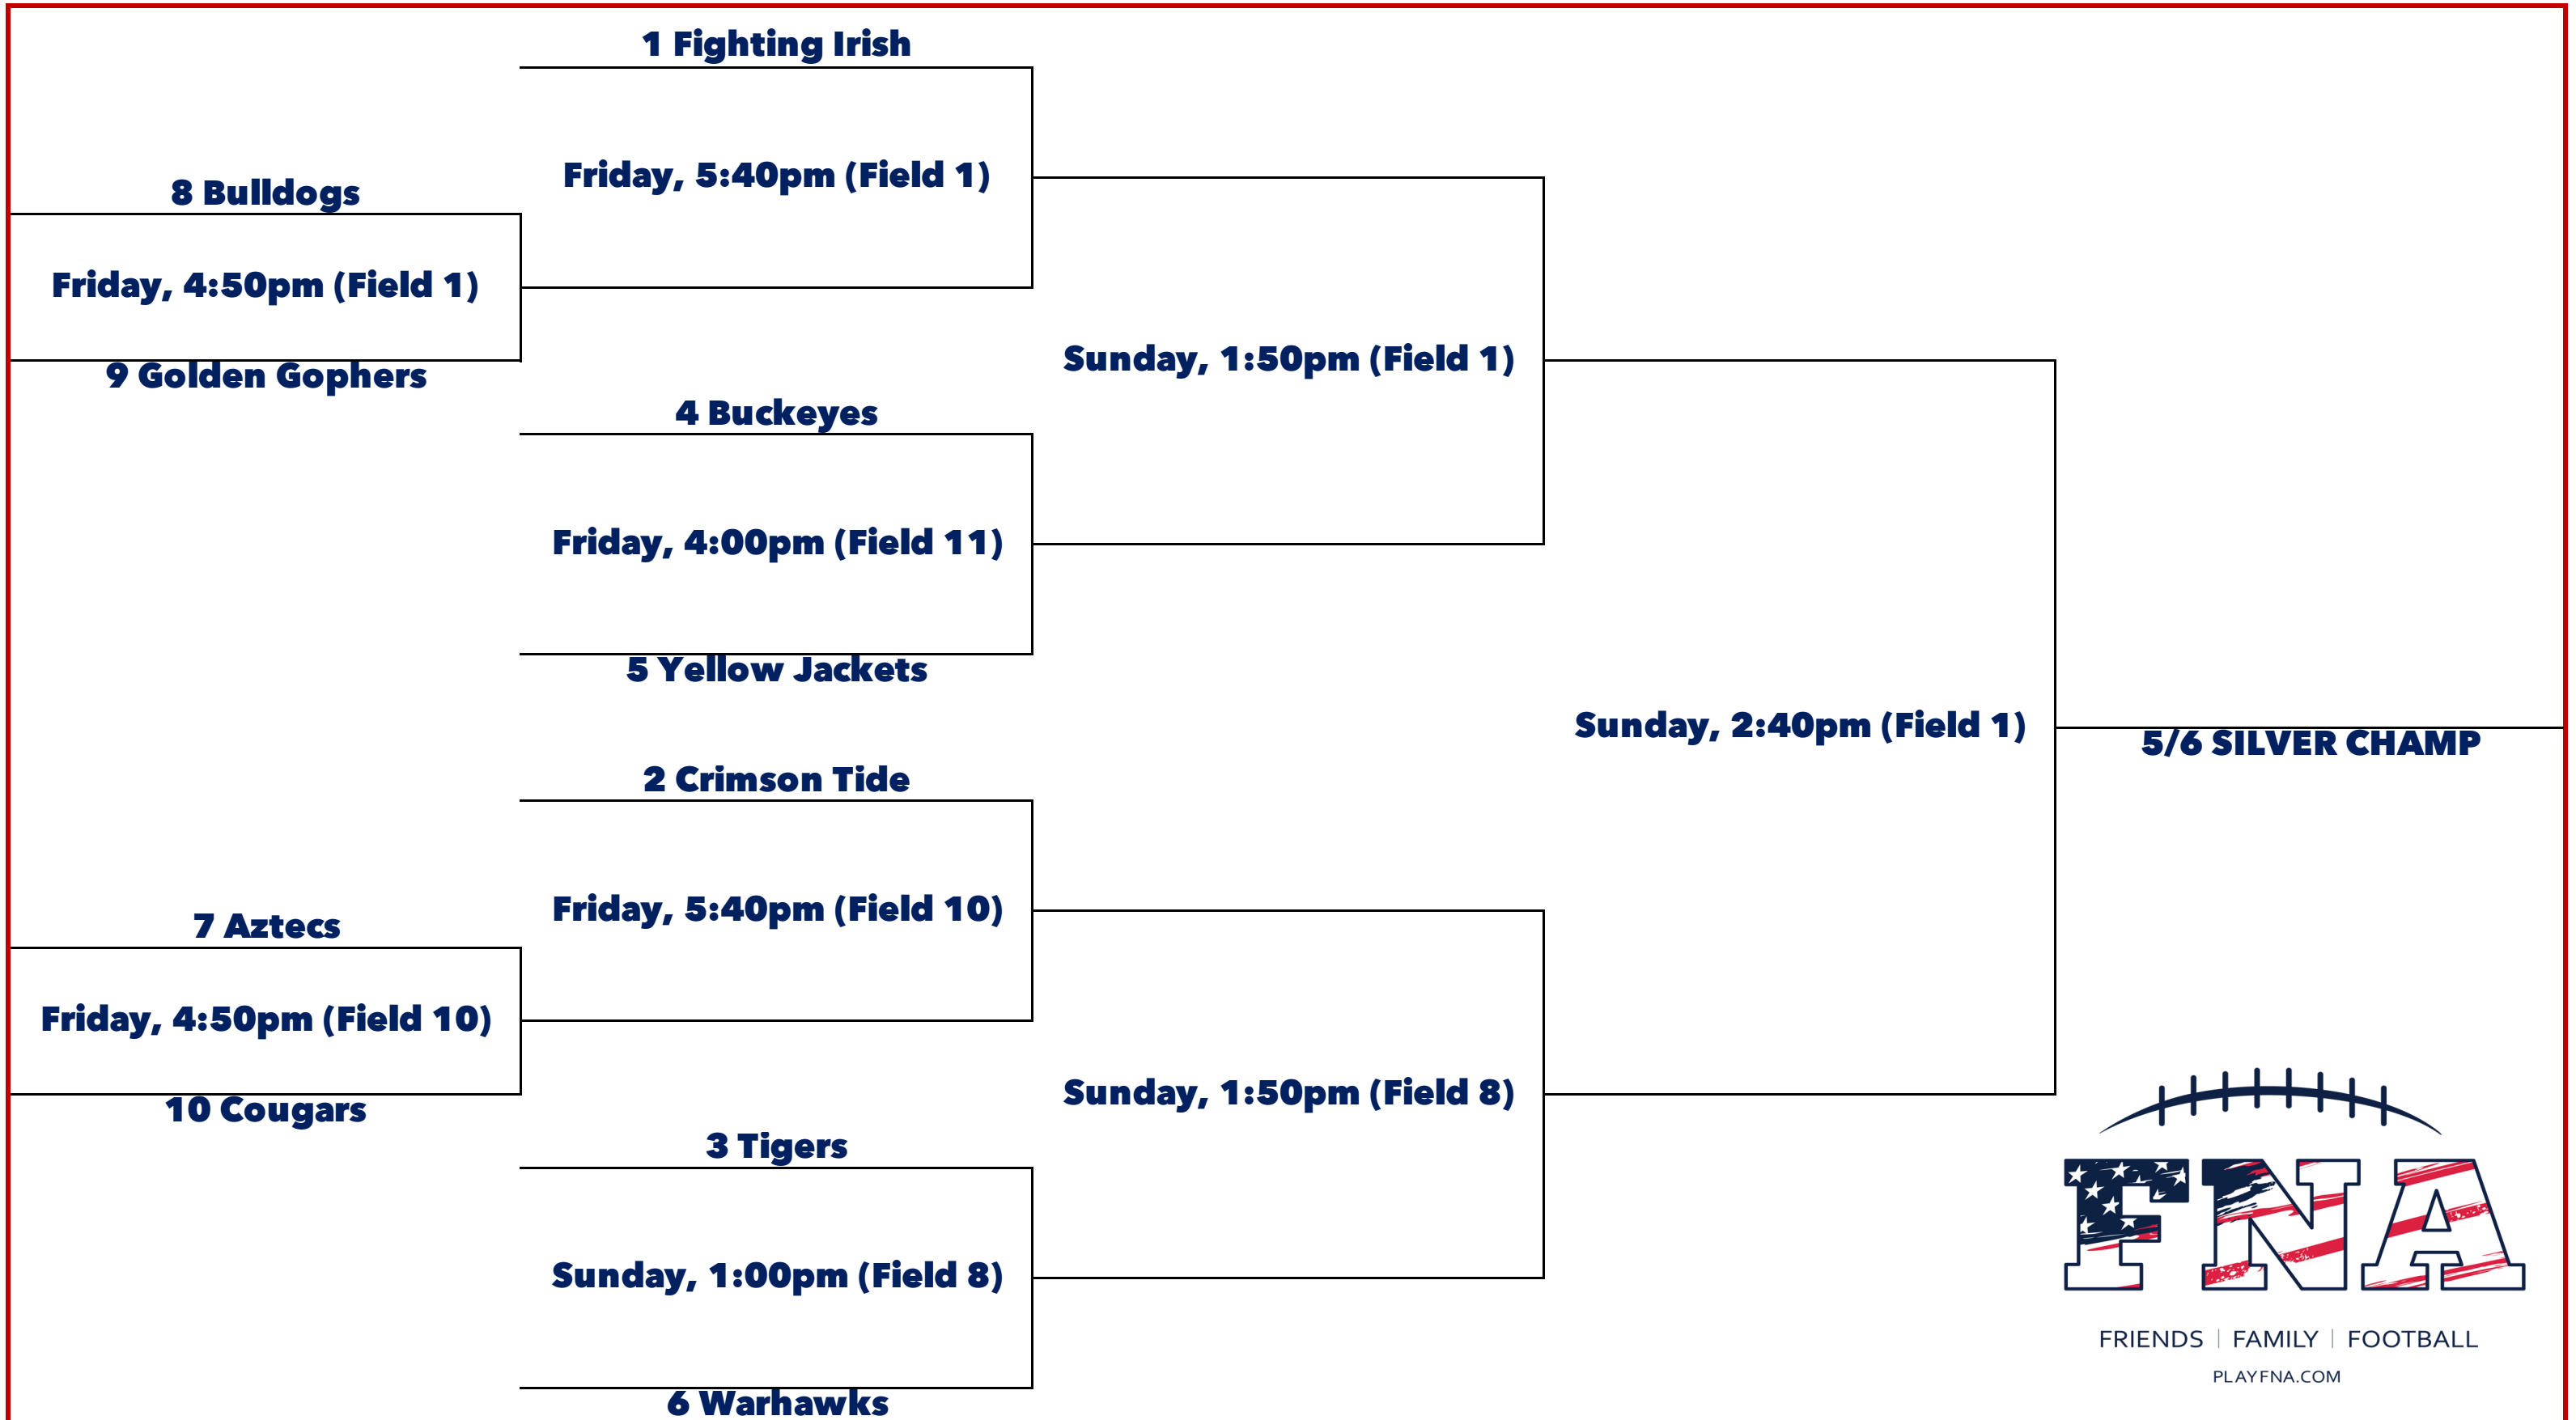 1 Fighting Irish
Friday, 5:40pm (Field 1)
8 Bulldogs
Friday, 4:50pm (Field 1)
9 Golden Gophers
Sunday, 1:50pm (Field 1)
4 Buckeyes
Friday, 4:00pm (Field 11)
5 Yellow Jackets
Sunday, 2:40pm (Field 1)
5/6 SILVER CHAMP
2 Crimson Tide
Friday, 5:40pm (Field 10)
7 Aztecs
Friday, 4:50pm (Field 10)
10 Cougars
Sunday, 1:50pm (Field 8)
3 Tigers
Sunday, 1:00pm (Field 8)
6 Warhawks
FNA
FRIENDS | FAMILY | FOOTBALL
PLAYFNA.COM